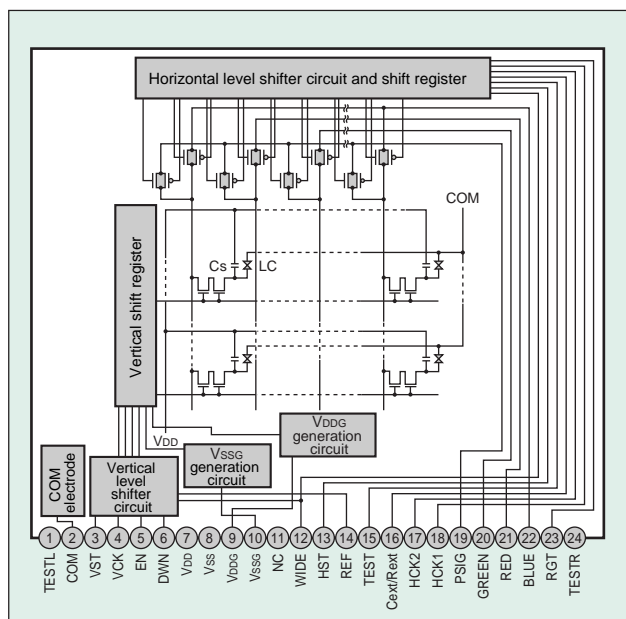 Horizontal level shifter circuit and shift register
COM
Cs
LC
Vertical shift register
VDD
VDDG
generation
circuit
VSSG
generation
circuit
COM
electrode
Vertical
level
shifter
circuit
1 2 3 4 5 6 7 8 9 10 11 12 13 14 15 16 17 18 19 20 21 22 23 24
TESTL
COM
VST
VCK
EN
DWN
VDD
VSS
VDDG
VSSG
NC
WIDE
HST
REF
TEST
Cext/Rext
HCK2
HCK1
PSIG
GREEN
RED
BLUE
RGT
TESTR